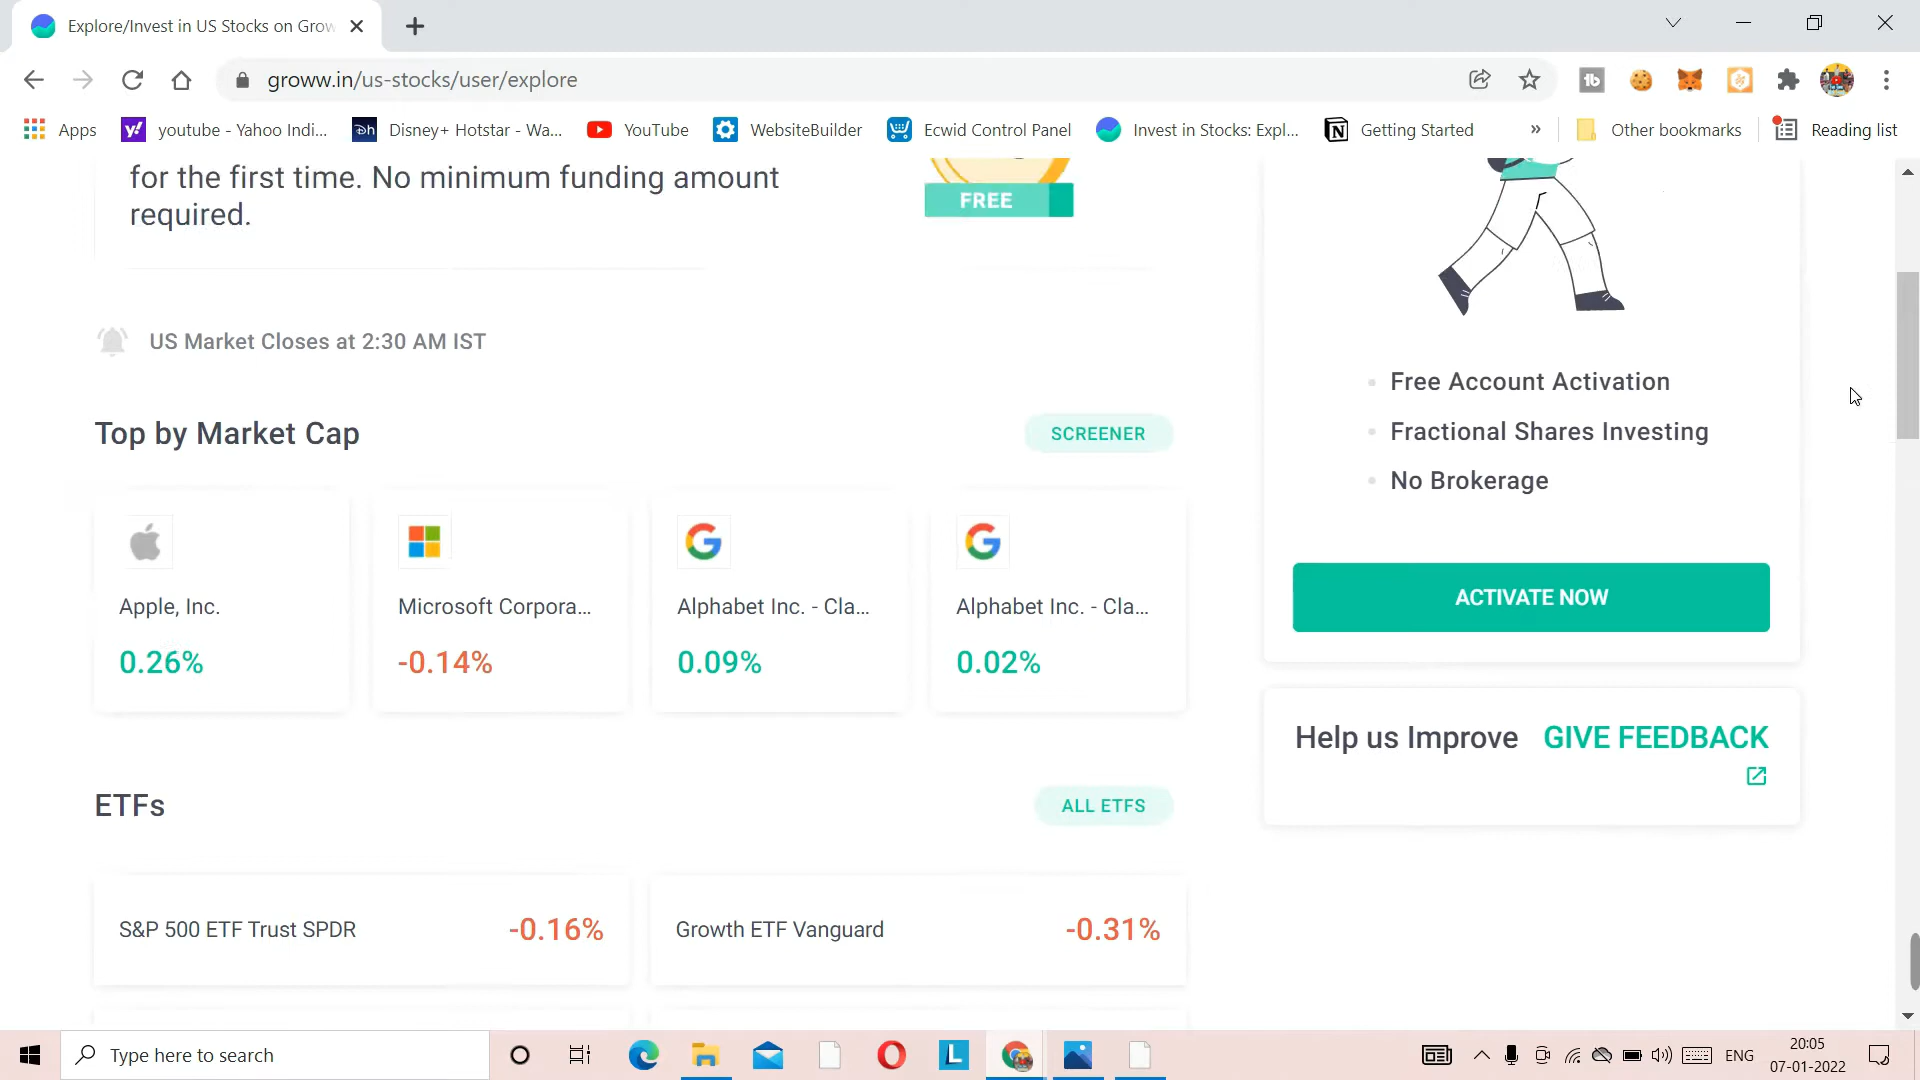 Explore/Invest in US Stocks on Grow
groww.in/us-stocks/user/explore
Apps
youtube - Yahoo Indi...
Disney+ Hotstar - Wa...
YouTube
WebsiteBuilder
Ecwid Control Panel
Invest in Stocks: Expl...
Getting Started
»
Other bookmarks
Reading list
for the first time. No minimum funding amount
required.
FREE
US Market Closes at 2:30 AM IST
Top by Market Cap
SCREENER
Apple, Inc.
0.26%
Microsoft Corpora...
-0.14%
Alphabet Inc. - Cla...
0.09%
Alphabet Inc. - Cla...
0.02%
ETFs
ALL ETFS
S&P 500 ETF Trust SPDR
-0.16%
Growth ETF Vanguard
-0.31%
Free Account Activation
Fractional Shares Investing
No Brokerage
ACTIVATE NOW
Help us Improve
GIVE FEEDBACK
Type here to search
ENG
20:05
07-01-2022